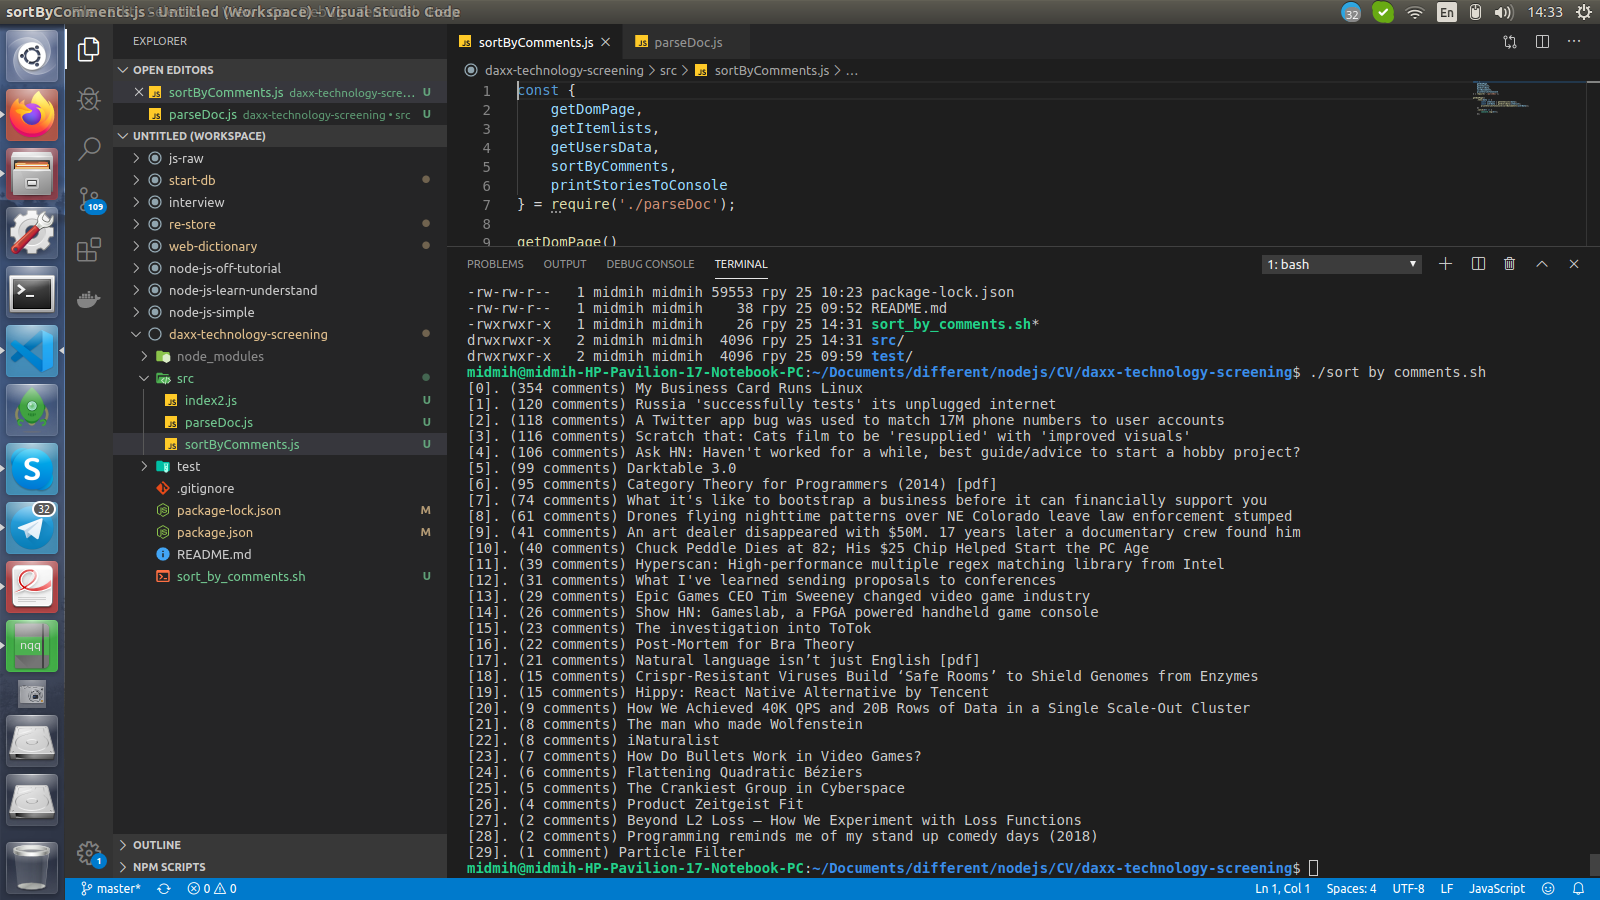 sortByComments.js - Untitled (Workspace) - Visual Studio Code
32
En
14:33
EXPLORER
OPEN EDITORS
sortByComments.js daxx-technology-scre... U
parseDoc.js daxx-technology-screening • src U
UNTITLED (WORKSPACE)
js-raw
start-db
interview
re-store
web-dictionary
node-js-off-tutorial
node-js-learn-understand
node-js-simple
daxx-technology-screening
node_modules
src
JS index2.js U
JS parseDoc.js U
JS sortByComments.js U
test
.gitignore
package-lock.json M
package.json M
README.md
sort_by_comments.sh U
OUTLINE
NPM SCRIPTS
109
1
32
nqq
JS sortByComments.js
JS parseDoc.js
daxx-technology-screening > src > JS sortByComments.js > ...
1 const {
2 getDomPage,
3 getItemlists,
4 getUsersData,
5 sortByComments,
6 printStoriesToConsole
7 } = require('./parseDoc');
8
9 getDomPage()
PROBLEMS OUTPUT DEBUG CONSOLE TERMINAL
1: bash
-rw-rw-r-- 1 midmih midmih 59553 гру 25 10:23 package-lock.json
-rw-rw-r-- 1 midmih midmih 38 гру 25 09:52 README.md
-rwxrwxr-x 1 midmih midmih 26 гру 25 14:31 sort_by_comments.sh*
drwxrwxr-x 2 midmih midmih 4096 гру 25 14:31 src/
drwxrwxr-x 2 midmih midmih 4096 гру 25 09:59 test/
midmih@midmih-HP-Pavilion-17-Notebook-PC:~/Documents/different/nodejs/CV/daxx-technology-screening$ ./sort_by_comments.sh
[0]. (354 comments) My Business Card Runs Linux
[1]. (120 comments) Russia 'successfully tests' its unplugged internet
[2]. (118 comments) A Twitter app bug was used to match 17M phone numbers to user accounts
[3]. (116 comments) Scratch that: Cats film to be 'resupplied' with 'improved visuals'
[4]. (106 comments) Ask HN: Haven't worked for a while, best guide/advice to start a hobby project?
[5]. (99 comments) Darktable 3.0
[6]. (95 comments) Category Theory for Programmers (2014) [pdf]
[7]. (74 comments) What it's like to bootstrap a business before it can financially support you
[8]. (61 comments) Drones flying nighttime patterns over NE Colorado leave law enforcement stumped
[9]. (41 comments) An art dealer disappeared with $50M. 17 years later a documentary crew found him
[10]. (40 comments) Chuck Peddle Dies at 82; His $25 Chip Helped Start the PC Age
[11]. (39 comments) Hyperscan: High-performance multiple regex matching library from Intel
[12]. (31 comments) What I've learned sending proposals to conferences
[13]. (29 comments) Epic Games CEO Tim Sweeney changed video game industry
[14]. (26 comments) Show HN: Gameslab, a FPGA powered handheld game console
[15]. (23 comments) The investigation into ToTok
[16]. (22 comments) Post-Mortem for Bra Theory
[17]. (21 comments) Natural language isn’t just English [pdf]
[18]. (15 comments) Crispr-Resistant Viruses Build ‘Safe Rooms’ to Shield Genomes from Enzymes
[19]. (15 comments) Hippy: React Native Alternative by Tencent
[20]. (9 comments) How We Achieved 40K QPS and 20B Rows of Data in a Single Scale-Out Cluster
[21]. (8 comments) The man who made Wolfenstein
[22]. (8 comments) iNaturalist
[23]. (7 comments) How Do Bullets Work in Video Games?
[24]. (6 comments) Flattening Quadratic Béziers
[25]. (5 comments) The Crankiest Group in Cyberspace
[26]. (4 comments) Product Zeitgeist Fit
[27]. (2 comments) Beyond L2 Loss — How We Experiment with Loss Functions
[28]. (2 comments) Programming reminds me of my stand up comedy days (2018)
[29]. (1 comment) Particle Filter
midmih@midmih-HP-Pavilion-17-Notebook-PC:~/Documents/different/nodejs/CV/daxx-technology-screening$
master* 0 0
Ln 1, Col 1 Spaces: 4 UTF-8 LF JavaScript